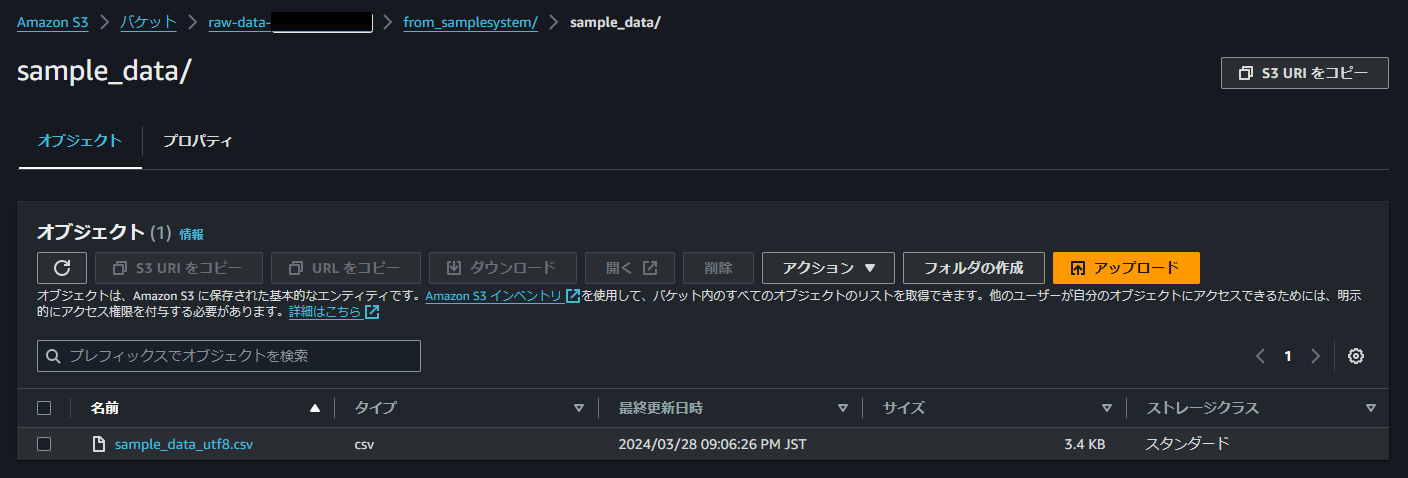 Amazon S3 バケット raw-data- from_samplesystem/ sample_data/
sample_data/
S3 URI をコピー
オブジェクト プロパティ
オブジェクト (1) 情報
S3 URI をコピー URL をコピー ダウンロード 開く 削除 アクション フォルダの作成 アップロード
オブジェクトは、Amazon S3 に保存された基本的なエンティティです。Amazon S3 インベントリ を使用して、バケット内のすべてのオブジェクトのリストを取得できます。他のユーザーが自分のオブジェクトにアクセスできるためには、明示
的にアクセス権限を付与する必要があります。詳細はこちら
プレフィックスでオブジェクトを検索 1
名前 タイプ 最終更新日時 サイズ ストレージクラス
sample_data_utf8.csv csv 2024/03/28 09:06:26 PM JST 3.4 KB スタンダード